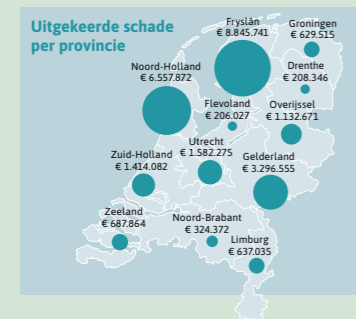 Uitgekeerde schade
per provincie
Fryslân
€ 8.845.741
Groningen
€ 629.515
Noord-Holland
€ 6.557.872
Drenthe
€ 208.346
Flevoland
€ 206.027
Overijssel
€ 1.132.671
Utrecht
€ 1.582.275
Zuid-Holland
€ 1.414.082
Gelderland
€ 3.296.555
Zeeland
€ 687.864
Noord-Brabant
€ 324.372
Limburg
€ 637.035